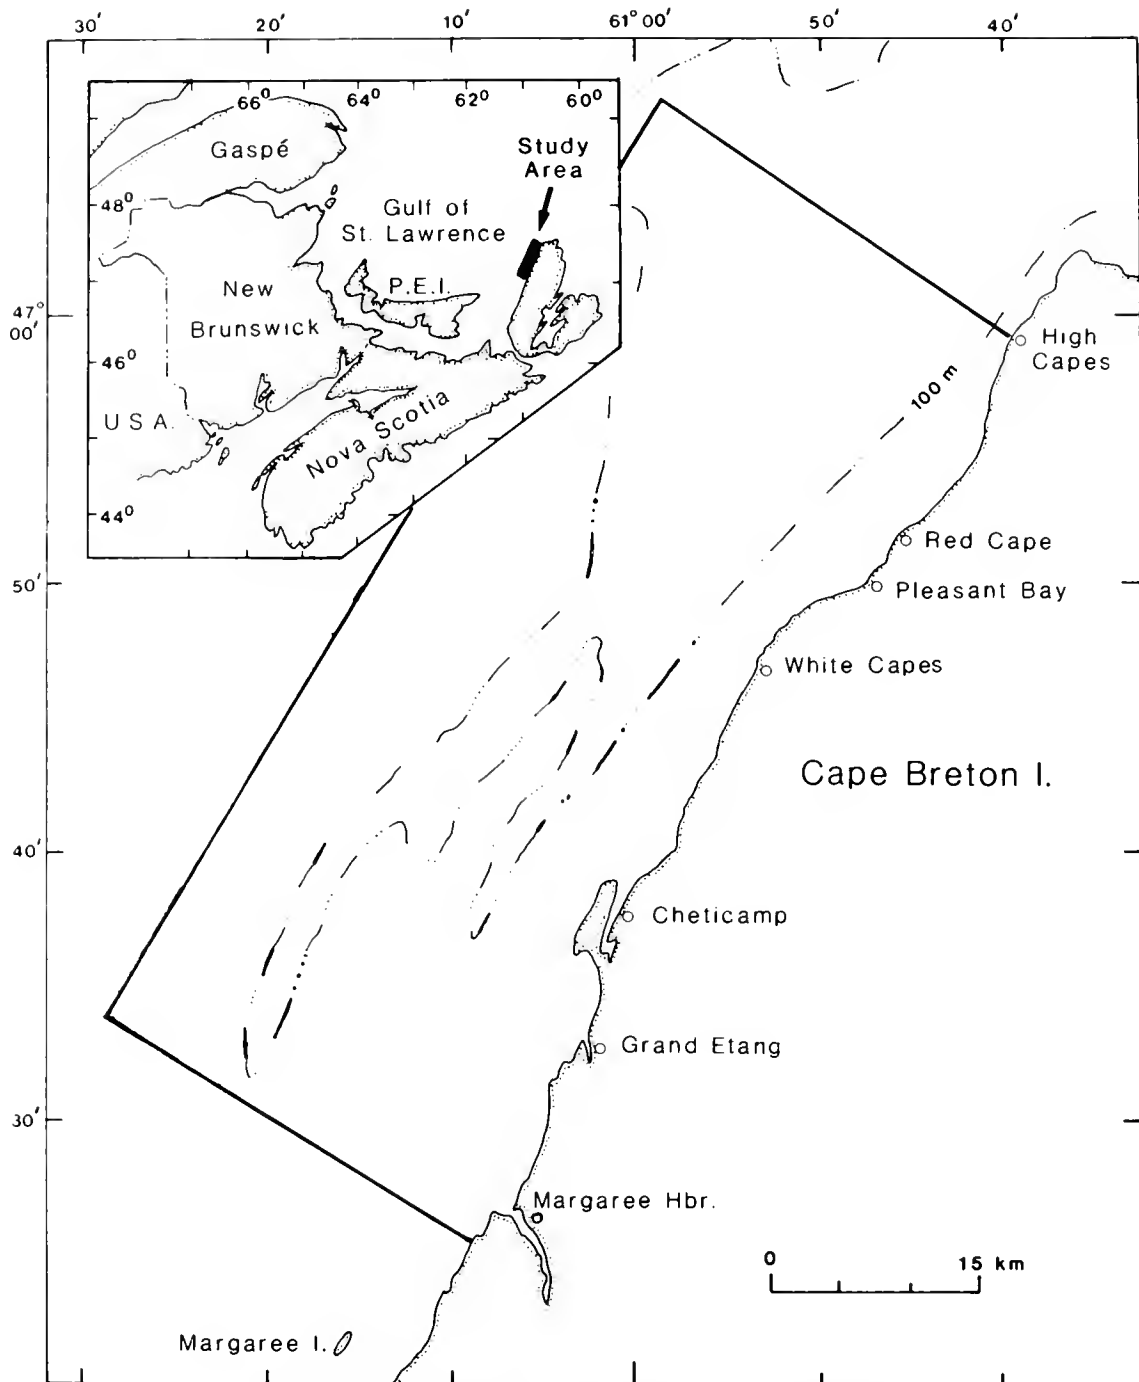 30′ 20′ 10′ 61° 00′ 50′ 40′
66° 64° 62° 60°
Gaspé
Study
Area
48°
Gulf of
St. Lawrence
P.E.I.
New
Brunswick
47°
00′
46°
High
Capes
100 m
U S A.
Nova Scotia
44°
Red Cape
50′
Pleasant Bay
White Capes
Cape Breton I.
40′
Cheticamp
Grand Etang
30′
Margaree Hbr.
0 15 km
Margaree I.